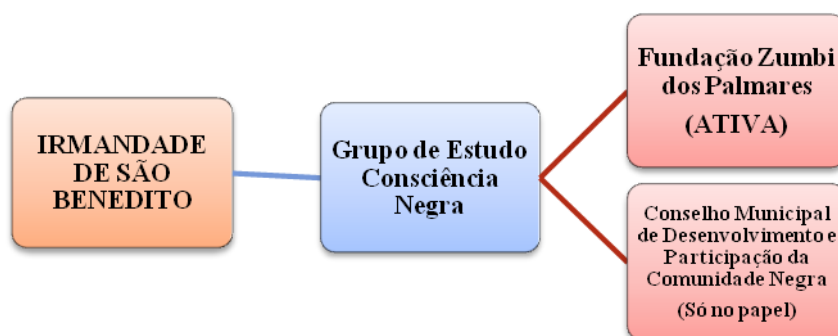 IRMANDADE
DE SÃO
BENEDITO
Grupo de Estudo
Consciência
Negra
Fundação Zumbi
dos Palmares
(ATIVA)
Conselho Municipal
de Desenvolvimento e
Participação da
Comunidade Negra
(Só no papel)